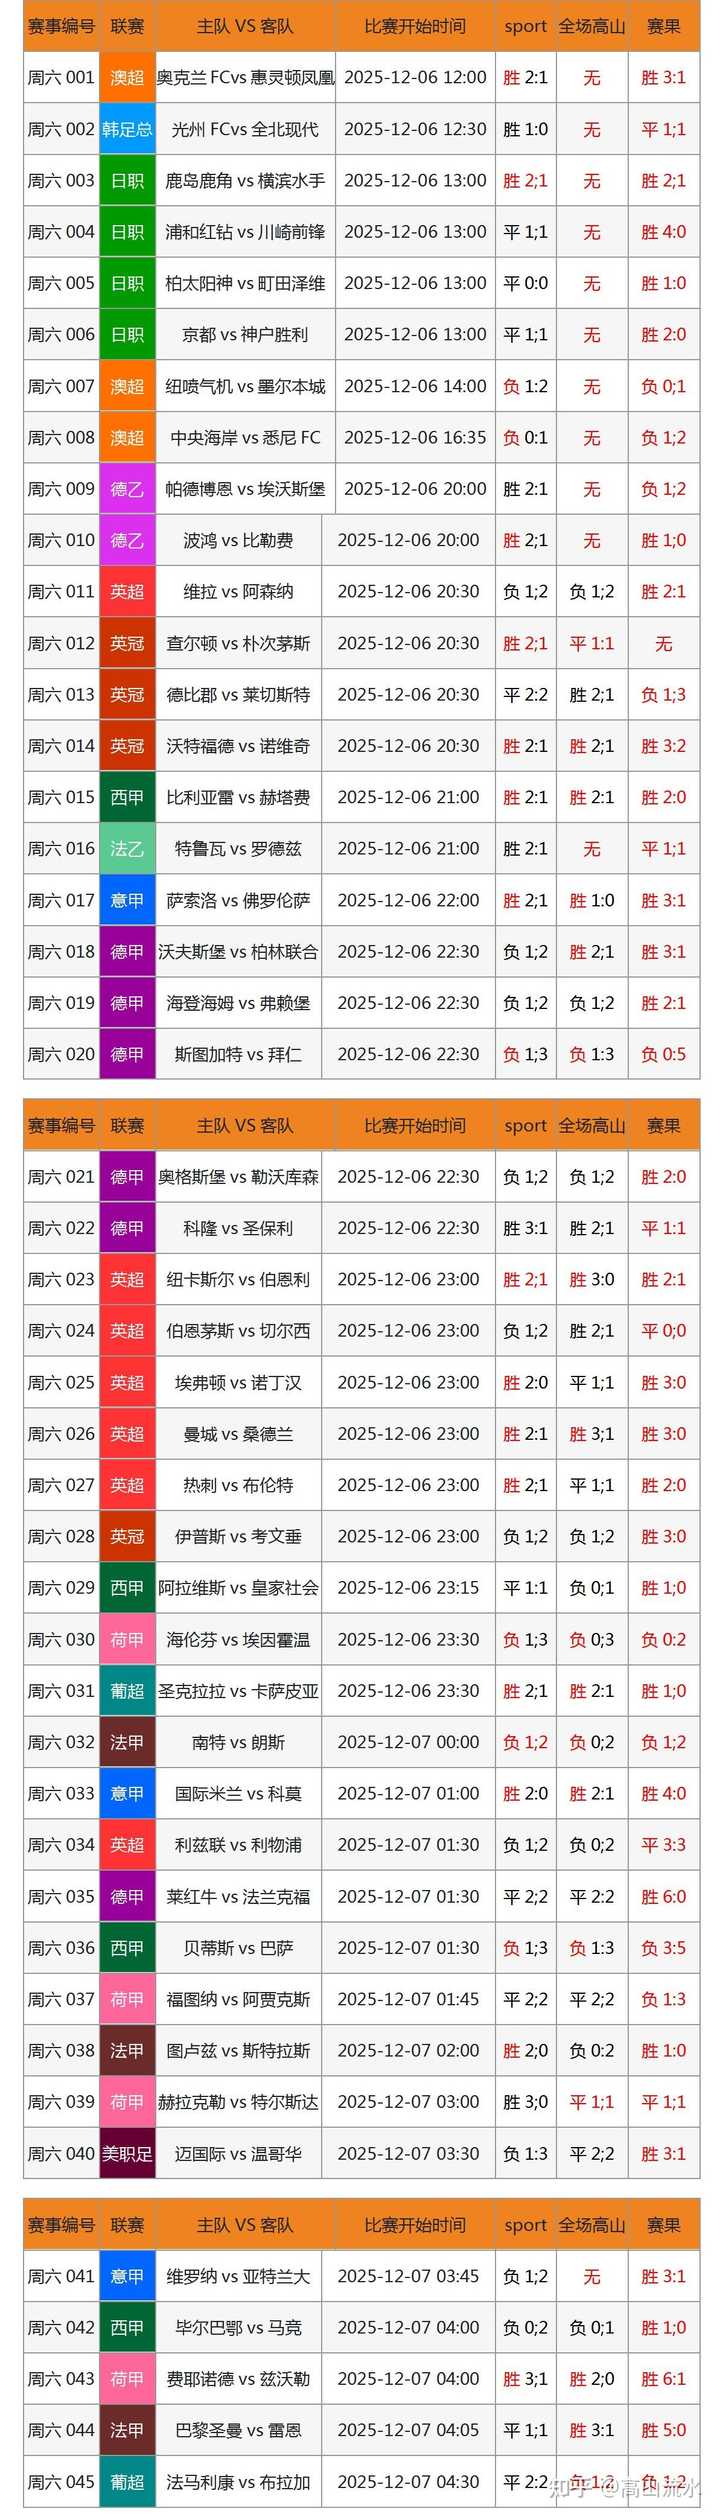 赛事编号 联赛 主队 VS 客队 比赛开始时间 sport 全场高山 赛果
周六 001 澳超 奥克兰 FCvs 惠灵顿凤凰 2025-12-06 12:00 胜 2:1 无 胜 3:1
周六 002 韩足总 光州 FCvs 全北现代 2025-12-06 12:30 胜 1:0 无 平 1;1
周六 003 日职 鹿岛鹿角 vs 横滨水手 2025-12-06 13:00 胜 2;1 无 胜 2;1
周六 004 日职 浦和红钻 vs 川崎前锋 2025-12-06 13:00 平 1;1 无 胜 4:0
周六 005 日职 柏太阳神 vs 町田泽维 2025-12-06 13:00 平 0:0 无 胜 1:0
周六 006 日职 京都 vs 神户胜利 2025-12-06 13:00 平 1;1 无 胜 2:0
周六 007 澳超 纽喷气机 vs 墨尔本城 2025-12-06 14:00 负 1:2 无 负 0;1
周六 008 澳超 中央海岸 vs 悉尼 FC 2025-12-06 16:35 负 0:1 无 负 1;2
周六 009 德乙 帕德博恩 vs 埃沃斯堡 2025-12-06 20:00 胜 2:1 无 负 1;2
周六 010 德乙 波鸿 vs 比勒费 2025-12-06 20:00 胜 2;1 无 胜 1;0
周六 011 英超 维拉 vs 阿森纳 2025-12-06 20:30 负 1;2 负 1;2 胜 2:1
周六 012 英冠 查尔顿 vs 朴次茅斯 2025-12-06 20:30 胜 2;1 平 1:1 无
周六 013 英冠 德比郡 vs 莱切斯特 2025-12-06 20:30 平 2:2 胜 2;1 负 1;3
周六 014 英冠 沃特福德 vs 诺维奇 2025-12-06 20:30 胜 2:1 胜 2;1 胜 3:2
周六 015 西甲 比利亚雷 vs 赫塔费 2025-12-06 21:00 胜 2:1 胜 2:1 胜 2:0
周六 016 法乙 特鲁瓦 vs 罗德兹 2025-12-06 21:00 胜 2:1 无 平 1;1
周六 017 意甲 萨索洛 vs 佛罗伦萨 2025-12-06 22:00 胜 2;1 胜 1:0 胜 3:1
周六 018 德甲 沃夫斯堡 vs 柏林联合 2025-12-06 22:30 负 1;2 胜 2;1 胜 3:1
周六 019 德甲 海登海姆 vs 弗赖堡 2025-12-06 22:30 负 1;2 负 1;2 胜 2:1
周六 020 德甲 斯图加特 vs 拜仁 2025-12-06 22:30 负 1;3 负 1:3 负 0:5
赛事编号 联赛 主队 VS 客队 比赛开始时间 sport 全场高山 赛果
周六 021 德甲 奥格斯堡 vs 勒沃库森 2025-12-06 22:30 负 1;2 负 1;2 胜 2:0
周六 022 德甲 科隆 vs 圣保利 2025-12-06 22:30 胜 3:1 胜 2;1 平 1:1
周六 023 英超 纽卡斯尔 vs 伯恩利 2025-12-06 23:00 胜 2;1 胜 3:0 胜 2:1
周六 024 英超 伯恩茅斯 vs 切尔西 2025-12-06 23:00 负 1;2 胜 2;1 平 0;0
周六 025 英超 埃弗顿 vs 诺丁汉 2025-12-06 23:00 胜 2:0 平 1;1 胜 3:0
周六 026 英超 曼城 vs 桑德兰 2025-12-06 23:00 胜 2:1 胜 3;1 胜 3:0
周六 027 英超 热刺 vs 布伦特 2025-12-06 23:00 胜 2;1 平 1;1 胜 2:0
周六 028 英冠 伊普斯 vs 考文垂 2025-12-06 23:00 负 1;2 负 1;2 胜 3:0
周六 029 西甲 阿拉维斯 vs 皇家社会 2025-12-06 23:15 平 1:1 负 0;1 胜 1;0
周六 030 荷甲 海伦芬 vs 埃因霍温 2025-12-06 23:30 负 1;3 负 0;3 负 0:2
周六 031 葡超 圣克拉拉 vs 卡萨皮亚 2025-12-06 23:30 胜 2;1 胜 2:1 胜 1;0
周六 032 法甲 南特 vs 朗斯 2025-12-07 00:00 负 1;2 负 0;2 负 1;2
周六 033 意甲 国际米兰 vs 科莫 2025-12-07 01:00 胜 2:0 胜 2:1 胜 4:0
周六 034 英超 利兹联 vs 利物浦 2025-12-07 01:30 负 1;2 负 0;2 平 3:3
周六 035 德甲 莱红牛 vs 法兰克福 2025-12-07 01:30 平 2;2 平 2:2 胜 6:0
周六 036 西甲 贝蒂斯 vs 巴萨 2025-12-07 01:30 负 1;3 负 1:3 负 3:5
周六 037 荷甲 福图纳 vs 阿贾克斯 2025-12-07 01:45 平 2;2 平 2;2 负 1:3
周六 038 法甲 图卢兹 vs 斯特拉斯 2025-12-07 02:00 胜 2;0 负 0:2 胜 1:0
周六 039 荷甲 赫拉克勒 vs 特尔斯达 2025-12-07 03:00 胜 3;0 平 1;1 平 1;1
周六 040 美职足 迈国际 vs 温哥华 2025-12-07 03:30 负 1:3 平 2;2 胜 3:1
赛事编号 联赛 主队 VS 客队 比赛开始时间 sport 全场高山 赛果
周六 041 意甲 维罗纳 vs 亚特兰大 2025-12-07 03:45 负 1;2 无 胜 3:1
周六 042 西甲 毕尔巴鄂 vs 马竞 2025-12-07 04:00 负 0;2 负 0;1 胜 1;0
周六 043 荷甲 费耶诺德 vs 兹沃勒 2025-12-07 04:00 胜 3;1 胜 2:0 胜 6:1
周六 044 法甲 巴黎圣曼 vs 雷恩 2025-12-07 04:05 平 1;1 胜 3:1 胜 5:0
周六 045 葡超 法马利康 vs 布拉加 2025-12-07 04:30 平 2:2 负 1:2 负 1:2
知乎 @高山流水